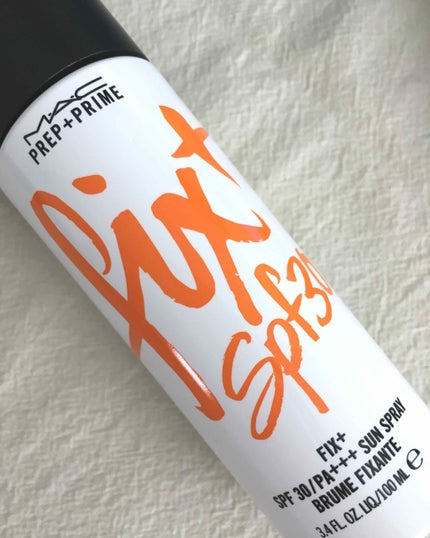 M·A·C
PREP+PRIME
fix+
Spf30
FIX+
SPF 30/PA+++ SUN SPRAY
BRUME FIXANTE
3.4 FL. OZ. LIQ/100 ML ℮